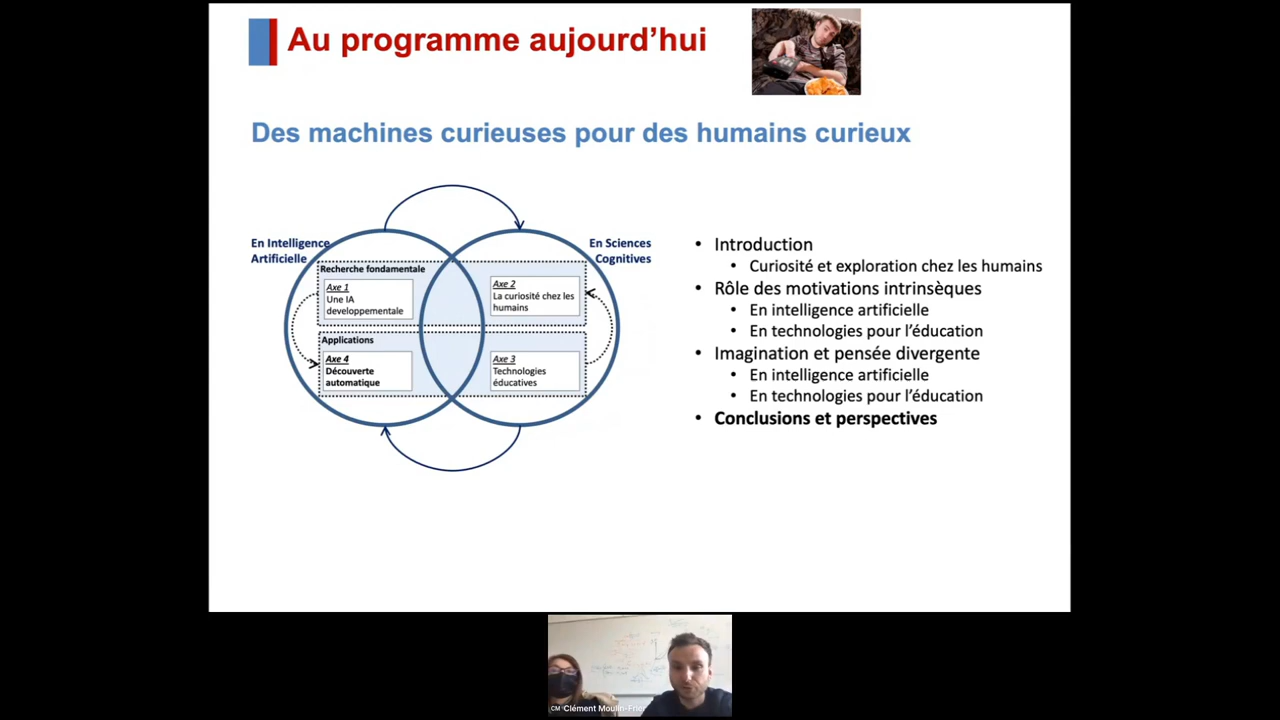 Au programme aujourd’hui
Des machines curieuses pour des humains curieux
En Intelligence
Artificielle
En Sciences
Cognitives
Recherche fondamentale
Axe 1
Une IA
developpementale
Axe 2
La curiosité chez les
humains
Applications
Axe 4
Découverte
automatique
Axe 3
Technologies
éducatives
• Introduction
• Curiosité et exploration chez les humains
• Rôle des motivations intrinsèques
• En intelligence artificielle
• En technologies pour l’éducation
• Imagination et pensée divergente
• En intelligence artificielle
• En technologies pour l’éducation
• Conclusions et perspectives
CM Clément Moulin-Frier